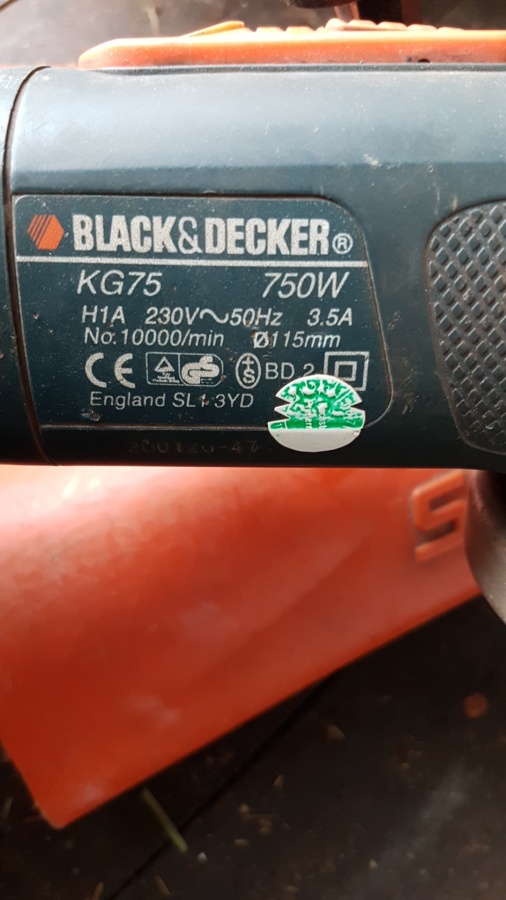 BLACK&DECKER®
KG75 750W
H1A 230V~50Hz 3.5A
No.10000/min Ø115mm
CE GS S BD 2
England SL1 3YD
S